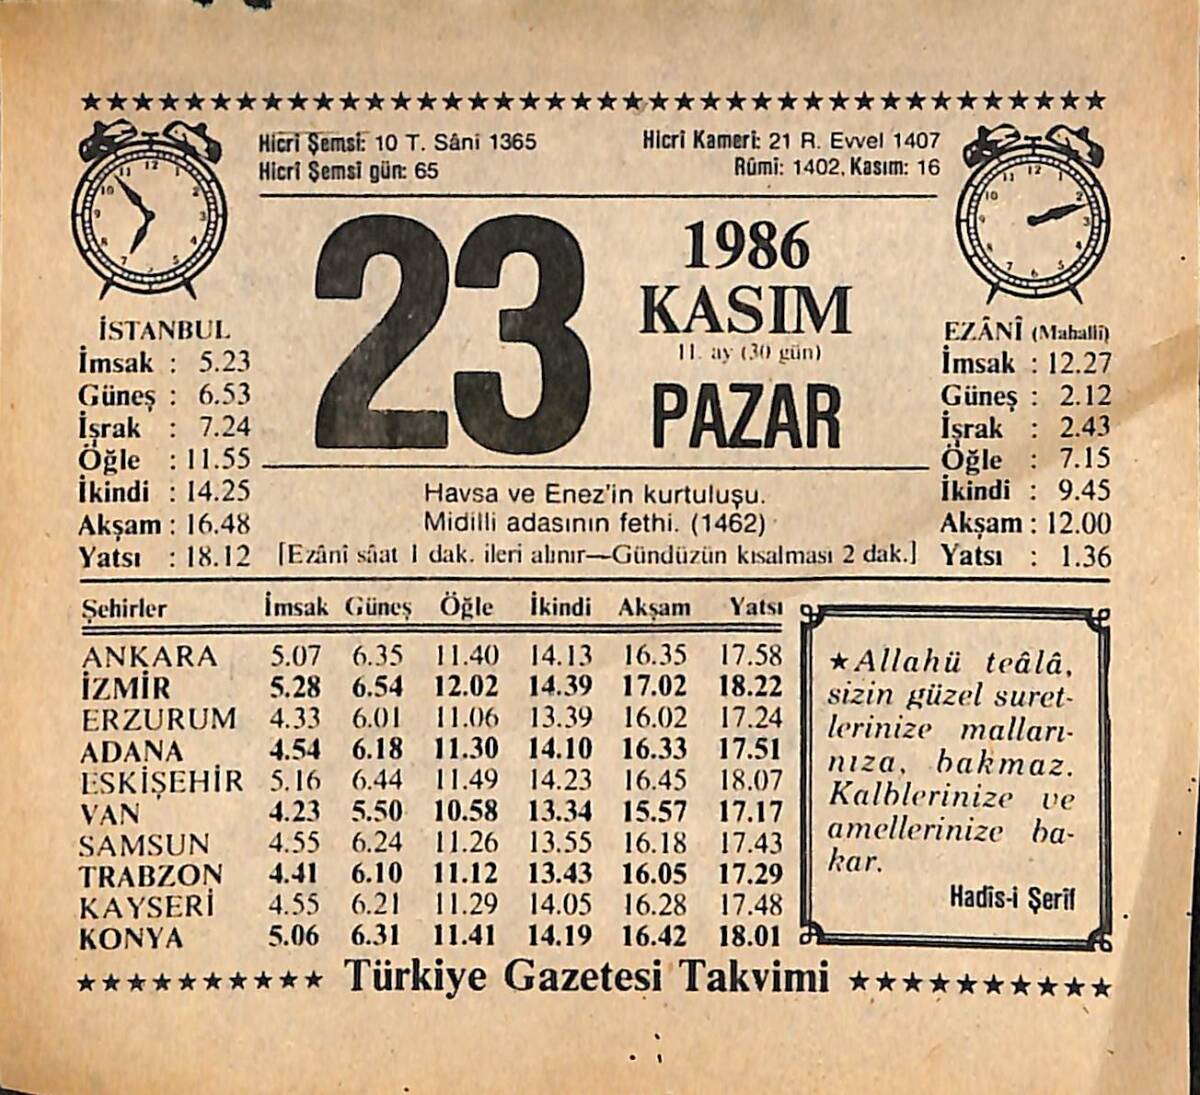 Hicrî Şemsî: 10 T. Sâni 1365
Hicrî Şemsî gün: 65
Hicrî Kamerî: 21 R. Evvel 1407
Rûmi: 1402, Kasım: 16
23
1986
KASIM
11. ay (30 gün)
PAZAR
İSTANBUL
İmsak : 5.23
Güneş : 6.53
İşrak : 7.24
Öğle : 11.55
İkindi : 14.25
Akşam : 16.48
Yatsı : 18.12
EZÂNÎ (Mahallî)
İmsak : 12.27
Güneş : 2.12
İşrak : 2.43
Öğle : 7.15
İkindi : 9.45
Akşam : 12.00
Yatsı : 1.36
Havsa ve Enez'in kurtuluşu.
Midilli adasının fethi. (1462)
[Ezânî sâat 1 dak. ileri alınır—Gündüzün kısalması 2 dak.]
Şehirler İmsak Güneş Öğle İkindi Akşam Yatsı
ANKARA 5.07 6.35 11.40 14.13 16.35 17.58
İZMİR 5.28 6.54 12.02 14.39 17.02 18.22
ERZURUM 4.33 6.01 11.06 13.39 16.02 17.24
ADANA 4.54 6.18 11.30 14.10 16.33 17.51
ESKİŞEHİR 5.16 6.44 11.49 14.23 16.45 18.07
VAN 4.23 5.50 10.58 13.34 15.57 17.17
SAMSUN 4.55 6.24 11.26 13.55 16.18 17.43
TRABZON 4.41 6.10 11.12 13.43 16.05 17.29
KAYSERİ 4.55 6.21 11.29 14.05 16.28 17.48
KONYA 5.06 6.31 11.41 14.19 16.42 18.01
★Allahü teâlâ,
sizin güzel suret-
lerinize malları-
nıza, bakmaz.
Kalblerinize ve
amellerinize ba-
kar.
Hadîs-i Şerîf
Türkiye Gazetesi Takvimi